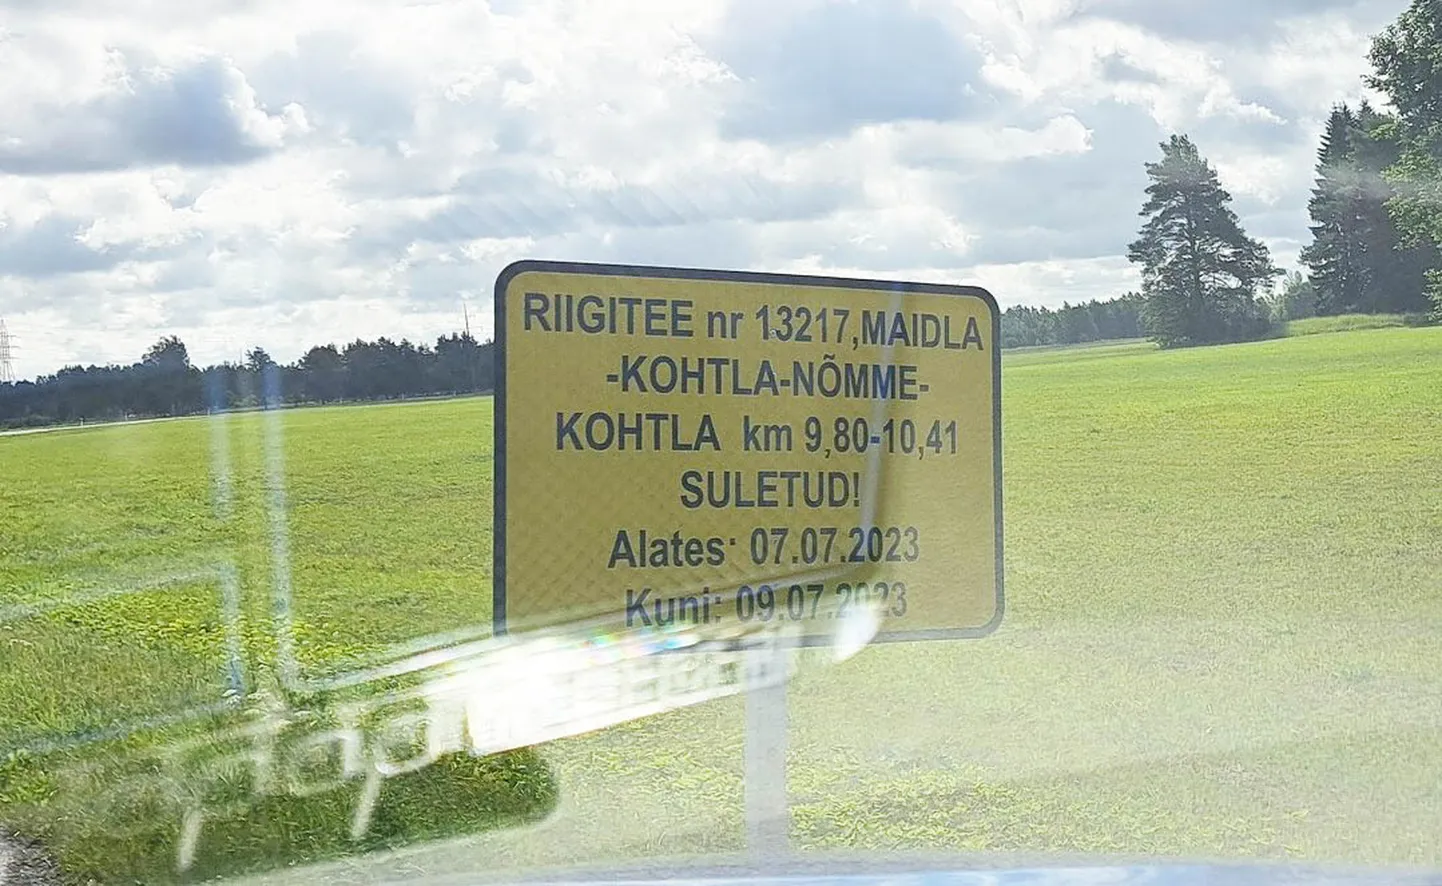 RIIGITEE nr 13217,MAIDLA
-KOHTLA-NÕMME-
KOHTLA km 9,80-10,41
SULETUD!
Alates: 07.07.2023
Kuni: 09.07.2023